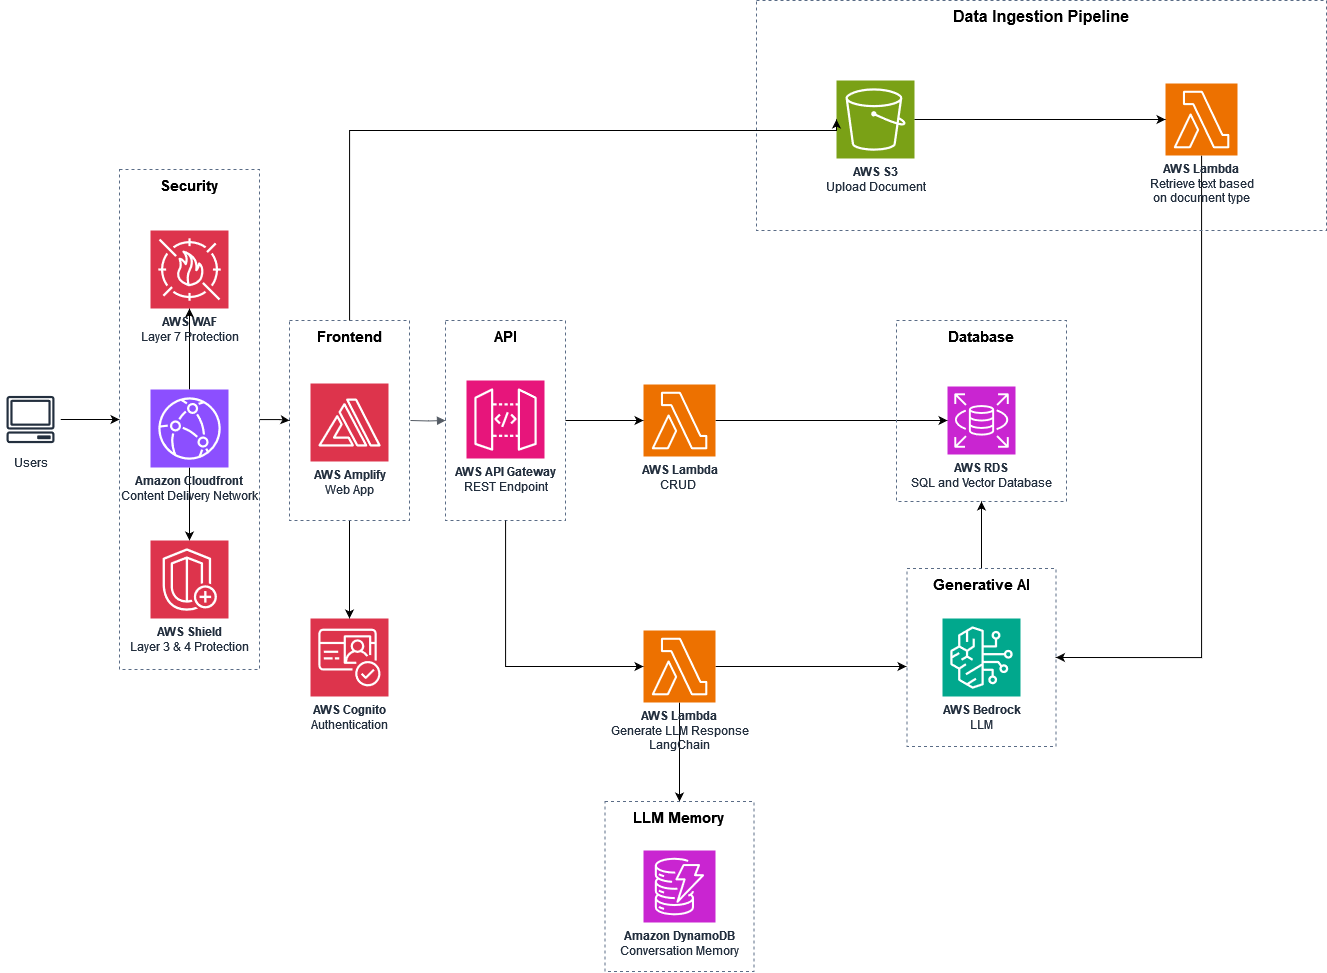 Data Ingestion Pipeline
AWS S3
Upload Document
AWS Lambda
Retrieve text based
on document type
Security
AWS WAF
Layer 7 Protection
Users
Amazon Cloudfront
Content Delivery Network
AWS Shield
Layer 3 & 4 Protection
Frontend
AWS Amplify
Web App
AWS Cognito
Authentication
API
</>
AWS API Gateway
REST Endpoint
AWS Lambda
CRUD
Database
AWS RDS
SQL and Vector Database
AWS Lambda
Generate LLM Response
LangChain
Generative AI
AWS Bedrock
LLM
LLM Memory
Amazon DynamoDB
Conversation Memory